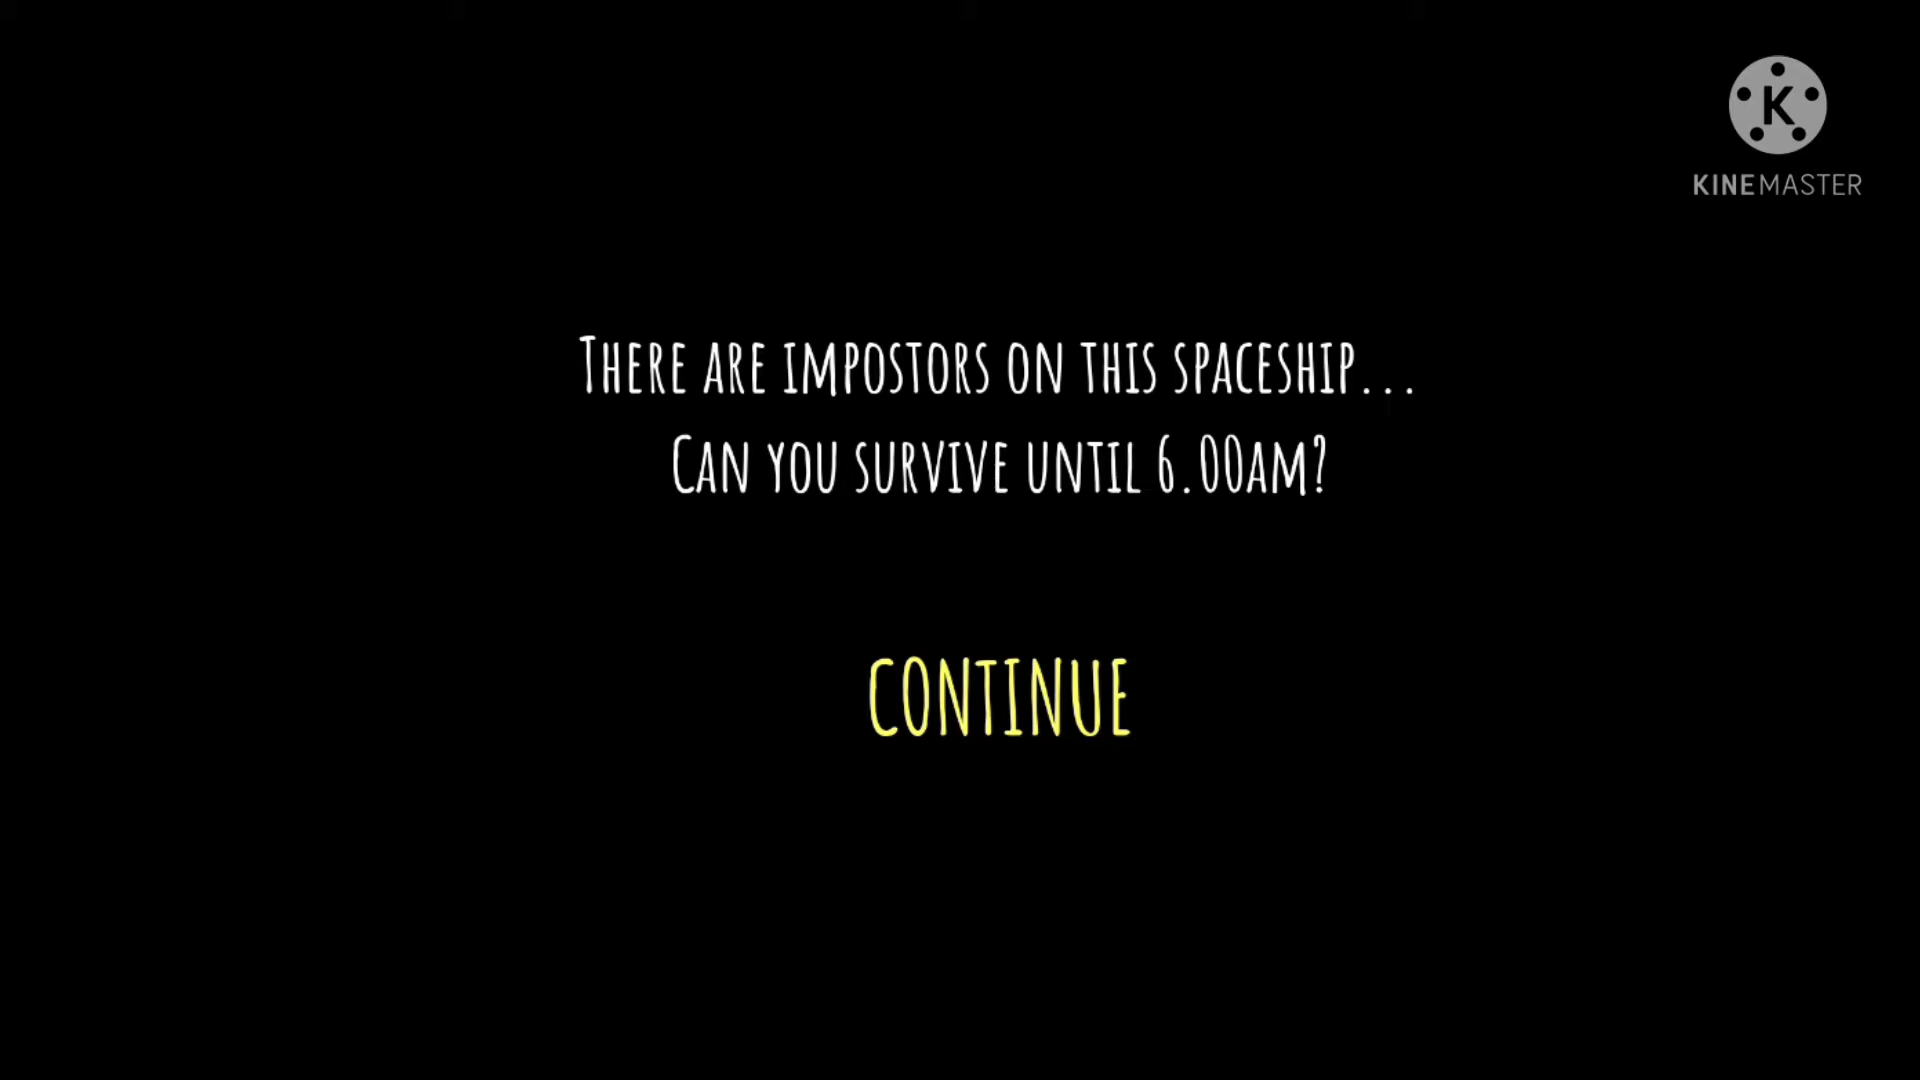 K
KINEMASTER
There are impostors on this spaceship...
Can you survive until 6.00am?
CONTINUE